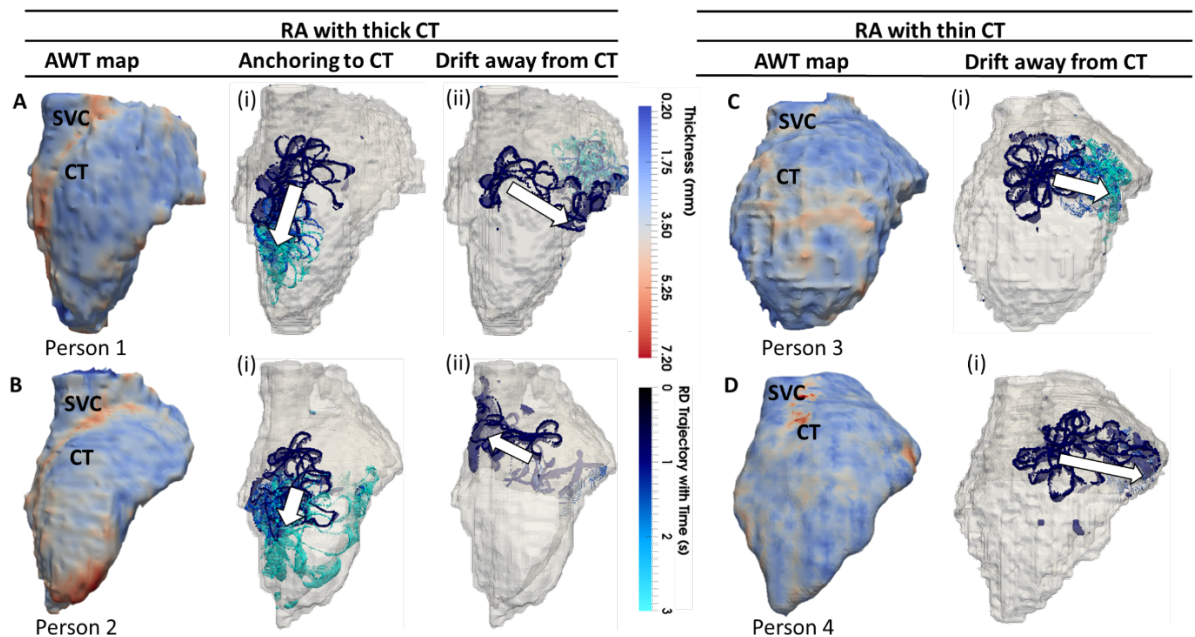 RA with thick CT
RA with thin CT
AWT map
Anchoring to CT
Drift away from CT
AWT map
Drift away from CT
A
SVC
CT
Person 1
(i)
(ii)
0.20
1.75
3.50
5.25
7.20
Thickness (mm)
C
SVC
CT
Person 3
(i)
B
SVC
CT
Person 2
(i)
(ii)
0
1
2
3
RD Trajectory with Time (s)
D
SVC
CT
Person 4
(i)